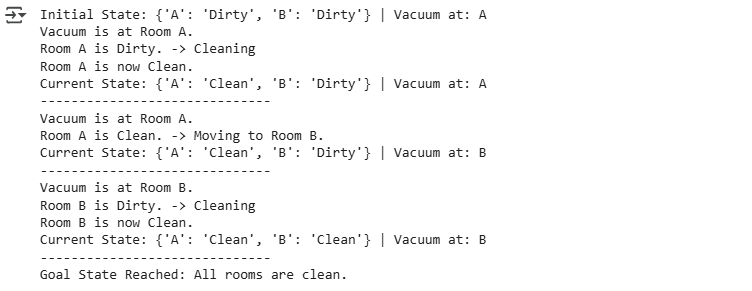 Initial State: {'A': 'Dirty', 'B': 'Dirty'} | Vacuum at: A
Vacuum is at Room A.
Room A is Dirty. -> Cleaning
Room A is now Clean.
Current State: {'A': 'Clean', 'B': 'Dirty'} | Vacuum at: A
------------------------------
Vacuum is at Room A.
Room A is Clean. -> Moving to Room B.
Current State: {'A': 'Clean', 'B': 'Dirty'} | Vacuum at: B
------------------------------
Vacuum is at Room B.
Room B is Dirty. -> Cleaning
Room B is now Clean.
Current State: {'A': 'Clean', 'B': 'Clean'} | Vacuum at: B
------------------------------
Goal State Reached: All rooms are clean.